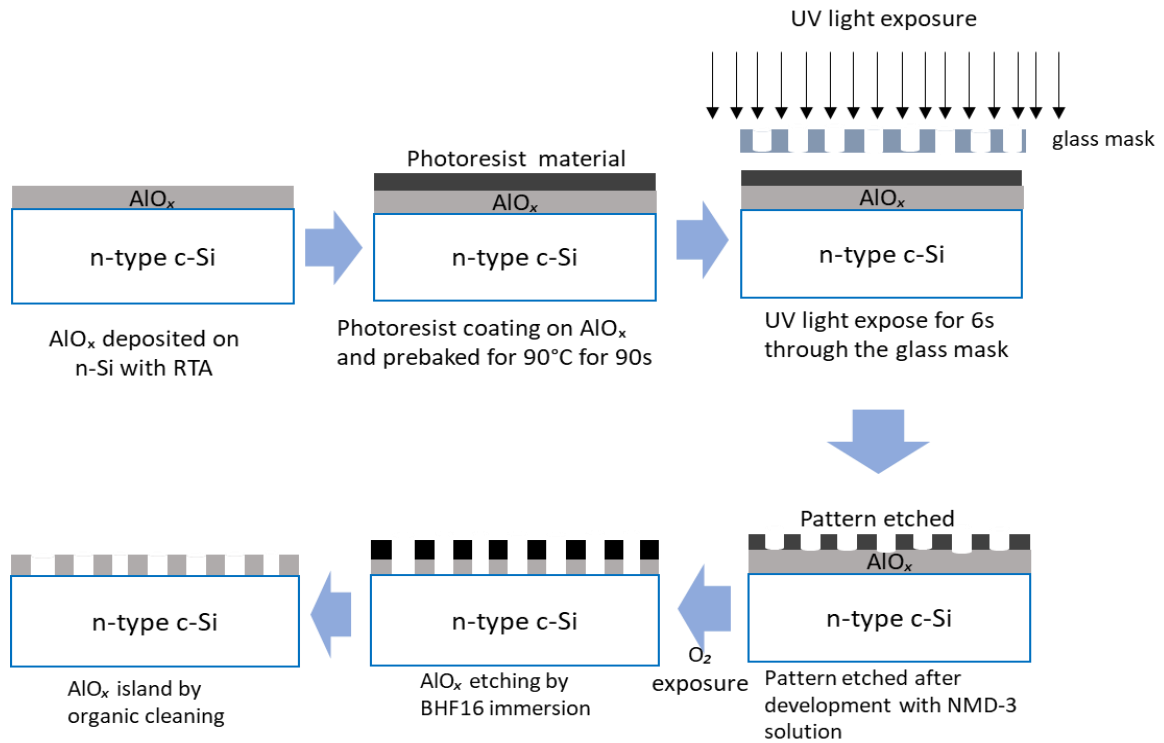 UV light exposure
glass mask
AlOₓ
n-type c-Si
AlOₓ deposited on
n-Si with RTA
Photoresist material
AlOₓ
n-type c-Si
Photoresist coating on AlOₓ
and prebaked for 90°C for 90s
AlOₓ
n-type c-Si
UV light expose for 6s
through the glass mask
Pattern etched
AlOₓ
n-type c-Si
Pattern etched after
development with NMD-3
solution
O₂
exposure
n-type c-Si
AlOₓ etching by
BHF16 immersion
n-type c-Si
AlOₓ island by
organic cleaning